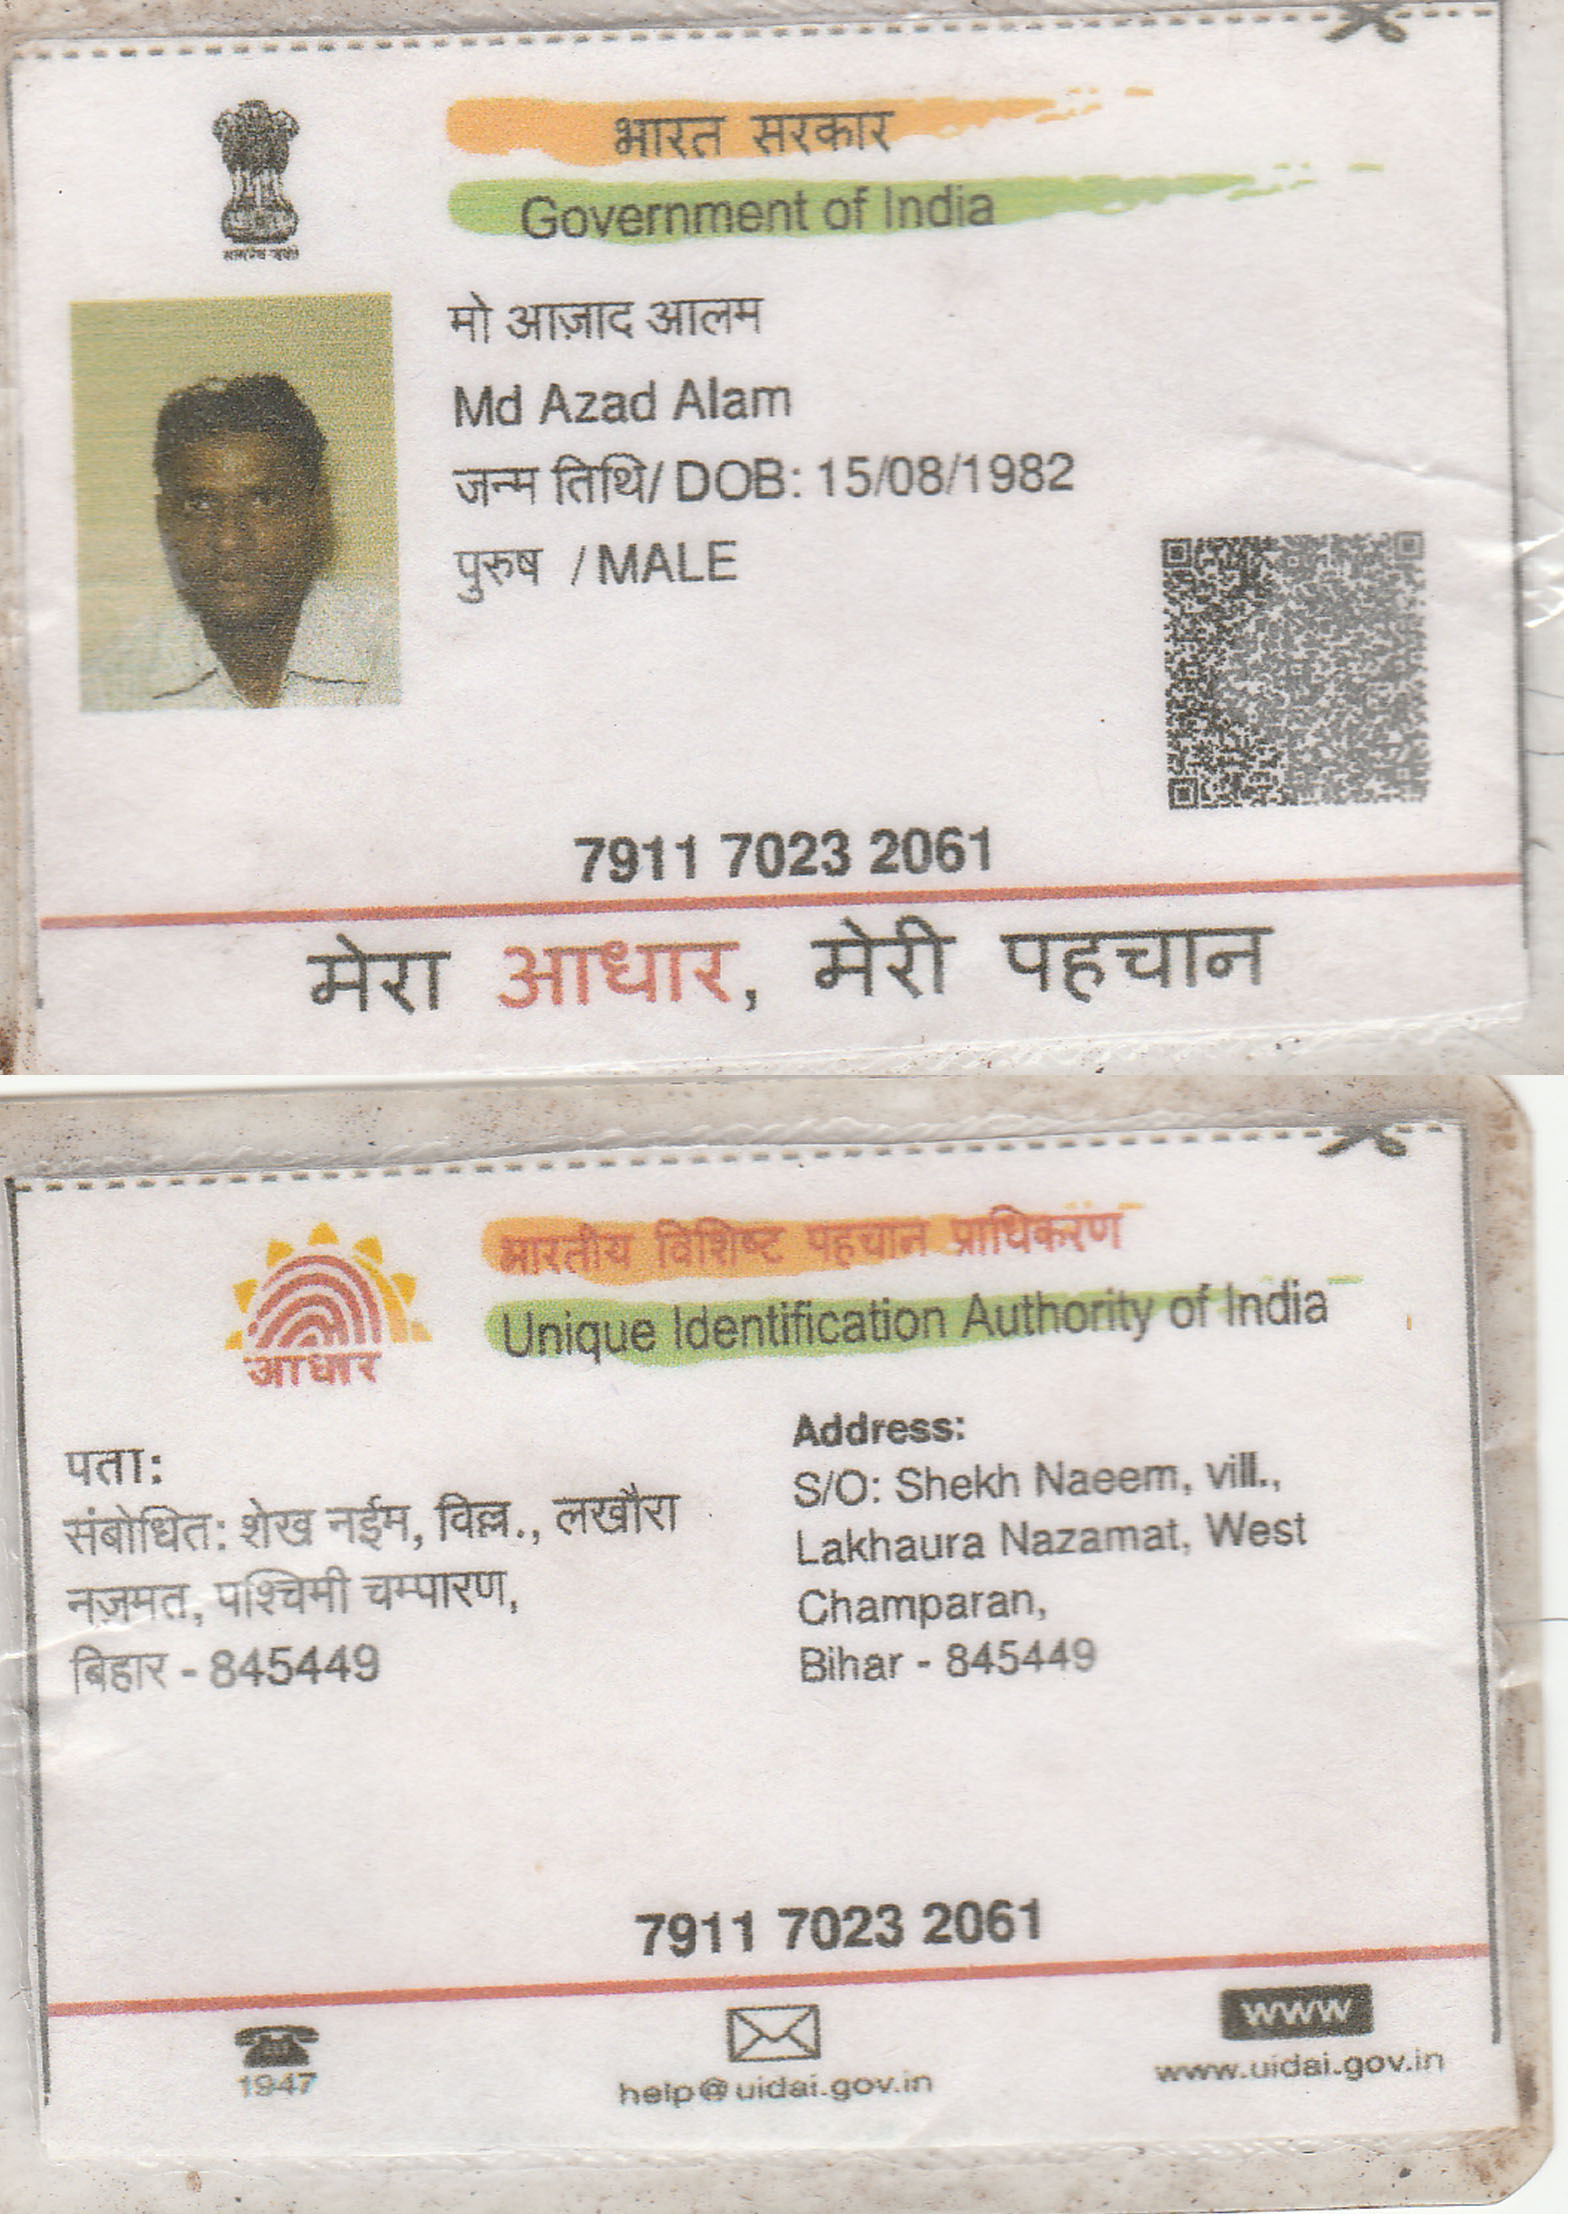 भारत सरकार
Government of India
मो आज़ाद आलम
Md Azad Alam
जन्म तिथि/ DOB: 15/08/1982
पुरुष / MALE
7911 7023 2061
मेरा आधार, मेरी पहचान
भारतीय विशिष्ट पहचान प्राधिकरण
Unique Identification Authority of India
आधार
पता:
संबोधित: शेख नईम, विल्ल., लखौरा
नज़मत, पश्चिमी चम्पारण,
बिहार - 845449
Address:
S/O: Shekh Naeem, vill.,
Lakhaura Nazamat, West
Champaran,
Bihar - 845449
7911 7023 2061
1947
help@uidai.gov.in
www
www.uidai.gov.in